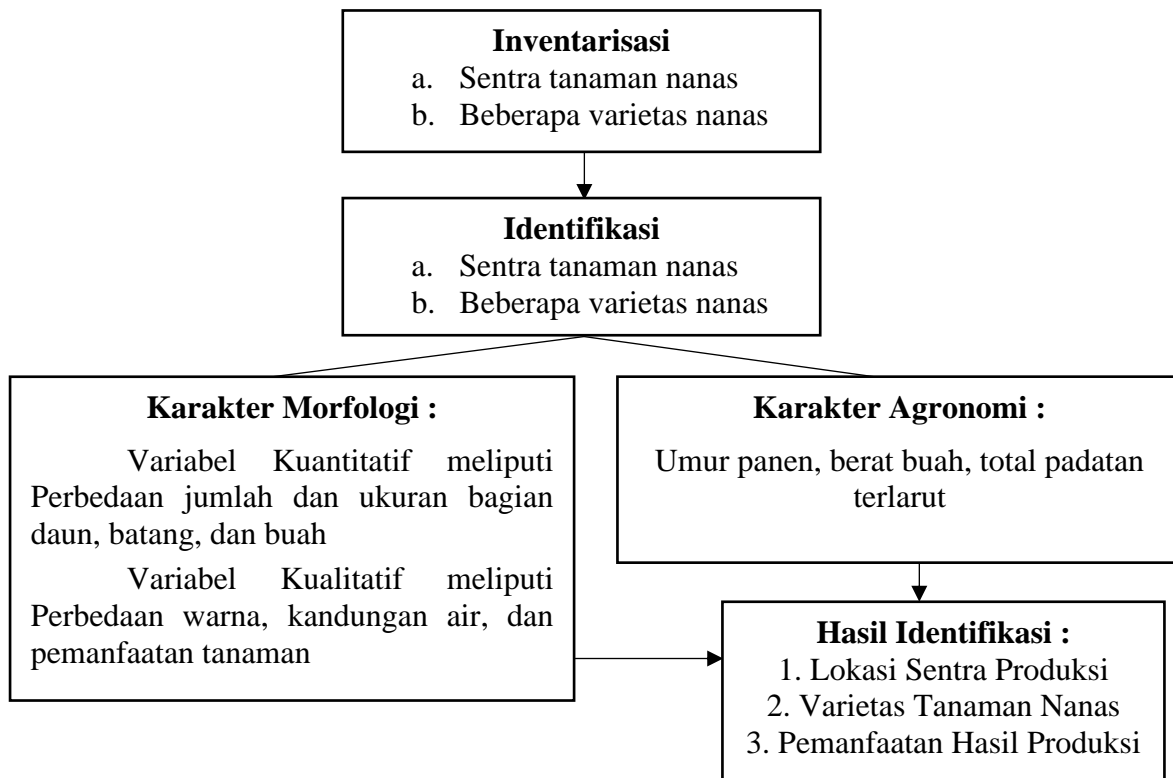 Inventarisasi
a. Sentra tanaman nanas
b. Beberapa varietas nanas
Identifikasi
a. Sentra tanaman nanas
b. Beberapa varietas nanas
Karakter Morfologi :
Variabel Kuantitatif meliputi
Perbedaan jumlah dan ukuran bagian
daun, batang, dan buah
Variabel Kualitatif meliputi
Perbedaan warna, kandungan air, dan
pemanfaatan tanaman
Karakter Agronomi :
Umur panen, berat buah, total padatan
terlarut
Hasil Identifikasi :
1. Lokasi Sentra Produksi
2. Varietas Tanaman Nanas
3. Pemanfaatan Hasil Produksi